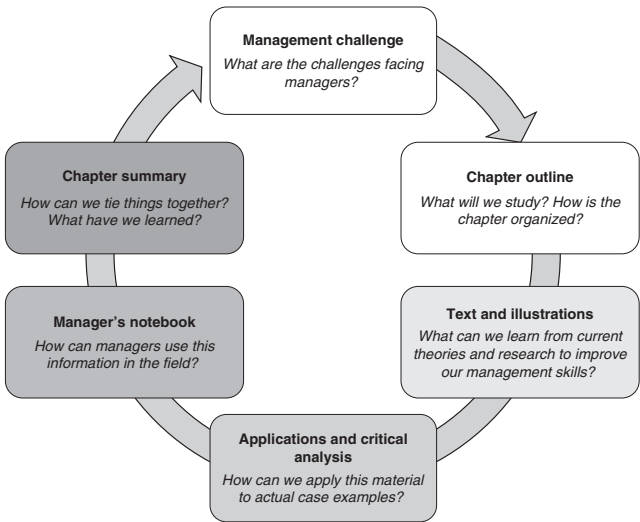 Management challenge
What are the challenges facing
managers?
Chapter outline
What will we study? How is the
chapter organized?
Text and illustrations
What can we learn from current
theories and research to improve
our management skills?
Applications and critical
analysis
How can we apply this material
to actual case examples?
Manager’s notebook
How can managers use this
information in the field?
Chapter summary
How can we tie things together?
What have we learned?